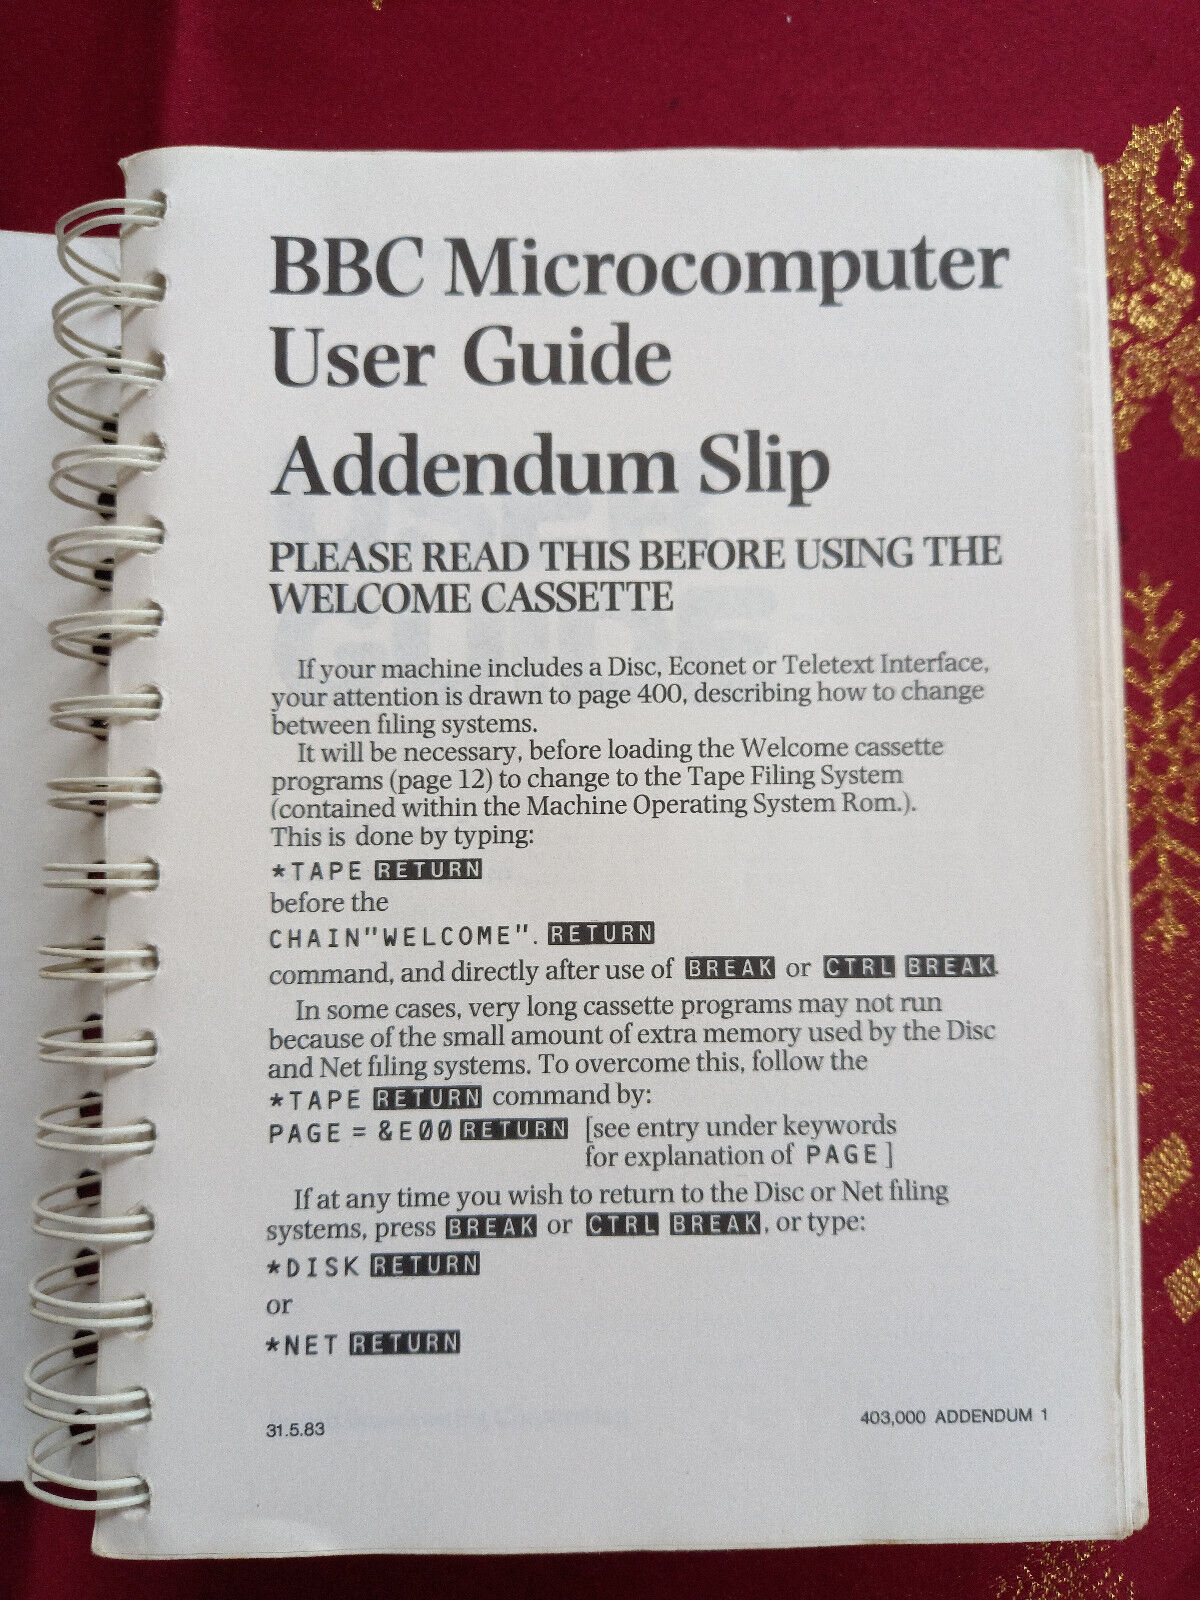 BBC Microcomputer
User Guide
Addendum Slip
PLEASE READ THIS BEFORE USING THE
WELCOME CASSETTE
If your machine includes a Disc, Econet or Teletext Interface,
your attention is drawn to page 400, describing how to change
between filing systems.
It will be necessary, before loading the Welcome cassette
programs (page 12) to change to the Tape Filing System
(contained within the Machine Operating System Rom.).
This is done by typing:
*TAPE RETURN
before the
CHAIN"WELCOME". RETURN
command, and directly after use of BREAK or CTRL BREAK.
In some cases, very long cassette programs may not run
because of the small amount of extra memory used by the Disc
and Net filing systems. To overcome this, follow the
*TAPE RETURN command by:
PAGE = &E00 RETURN [see entry under keywords
for explanation of PAGE]
If at any time you wish to return to the Disc or Net filing
systems, press BREAK or CTRL BREAK, or type:
*DISK RETURN
or
*NET RETURN
31.5.83 403,000 ADDENDUM 1